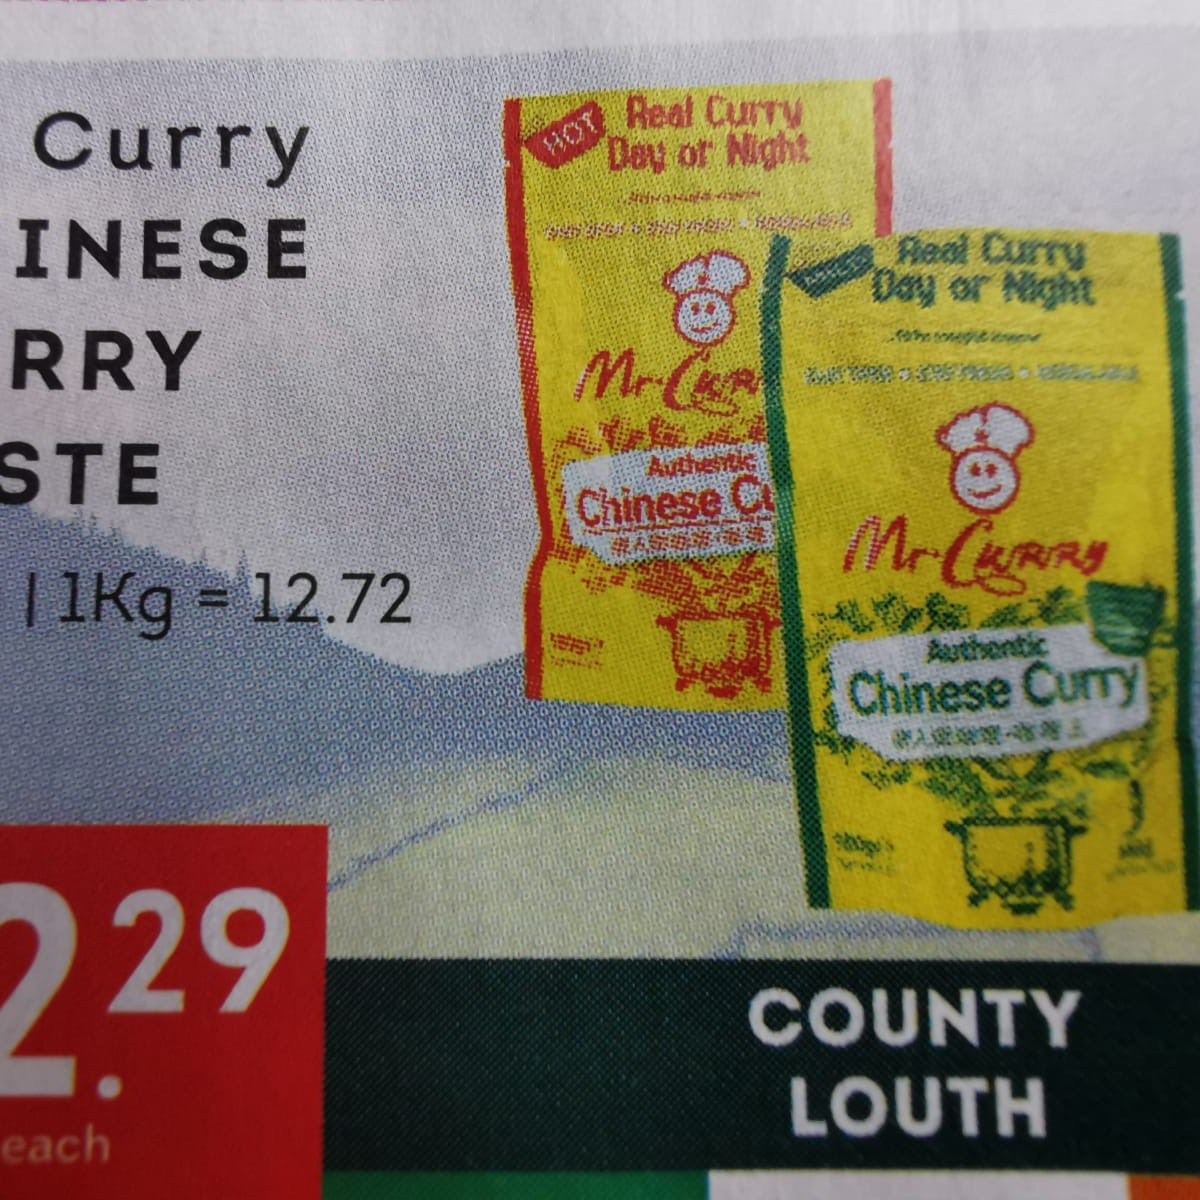 Curry
INESE
RRY
STE
| 1Kg = 12.72
2.29
each
HOT
Real Curry
Day or Night
Mr CUR
Authentic
Chinese Cu
Real Curry
Day or Night
Mr CURRY
Authentic
Chinese Curry
COUNTY
LOUTH